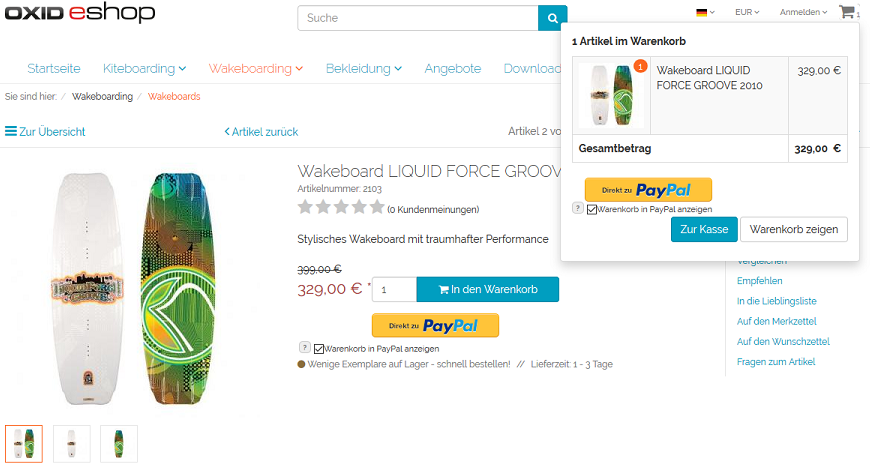 OXID eshop
Suche
EUR
Anmelden
1
Startseite
Kiteboarding
Wakeboarding
Bekleidung
Angebote
Download
Sie sind hier: / Wakeboarding / Wakeboards
Zur Übersicht
Artikel zurück
Artikel 2 vo
1 Artikel im Warenkorb
1
Wakeboard LIQUID
FORCE GROOVE 2010
329,00 €
Gesamtbetrag
329,00 €
Direkt zu PayPal
? Warenkorb in PayPal anzeigen
Zur Kasse
Warenkorb zeigen
Wakeboard LIQUID FORCE GROOV
Artikelnummer: 2103
(0 Kundenmeinungen)
Stylisches Wakeboard mit traumhafter Performance
399,00 €
329,00 € *
1
In den Warenkorb
Direkt zu PayPal
? Warenkorb in PayPal anzeigen
Wenige Exemplare auf Lager - schnell bestellen! // Lieferzeit: 1 - 3 Tage
Vergleichen
Empfehlen
In die Lieblingsliste
Auf den Merkzettel
Auf den Wunschzettel
Fragen zum Artikel